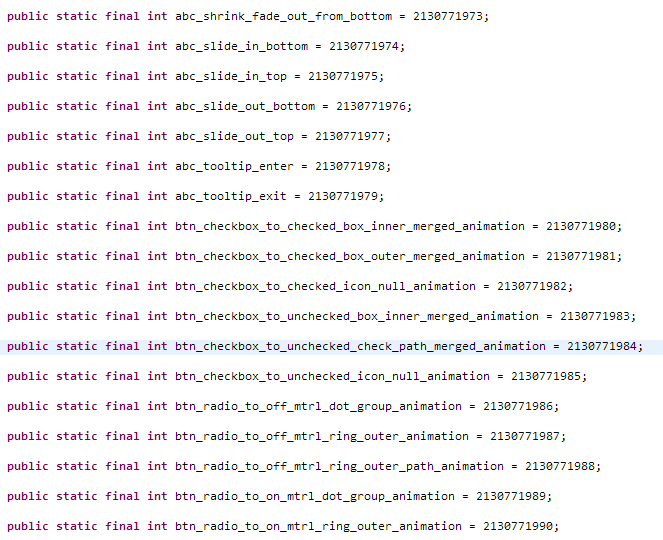 public static final int abc_shrink_fade_out_from_bottom = 2130771973;
public static final int abc_slide_in_bottom = 2130771974;
public static final int abc_slide_in_top = 2130771975;
public static final int abc_slide_out_bottom = 2130771976;
public static final int abc_slide_out_top = 2130771977;
public static final int abc_tooltip_enter = 2130771978;
public static final int abc_tooltip_exit = 2130771979;
public static final int btn_checkbox_to_checked_box_inner_merged_animation = 2130771980;
public static final int btn_checkbox_to_checked_box_outer_merged_animation = 2130771981;
public static final int btn_checkbox_to_checked_icon_null_animation = 2130771982;
public static final int btn_checkbox_to_unchecked_box_inner_merged_animation = 2130771983;
public static final int btn_checkbox_to_unchecked_check_path_merged_animation = 2130771984;
public static final int btn_checkbox_to_unchecked_icon_null_animation = 2130771985;
public static final int btn_radio_to_off_mtrl_dot_group_animation = 2130771986;
public static final int btn_radio_to_off_mtrl_ring_outer_animation = 2130771987;
public static final int btn_radio_to_off_mtrl_ring_outer_path_animation = 2130771988;
public static final int btn_radio_to_on_mtrl_dot_group_animation = 2130771989;
public static final int btn_radio_to_on_mtrl_ring_outer_animation = 2130771990;